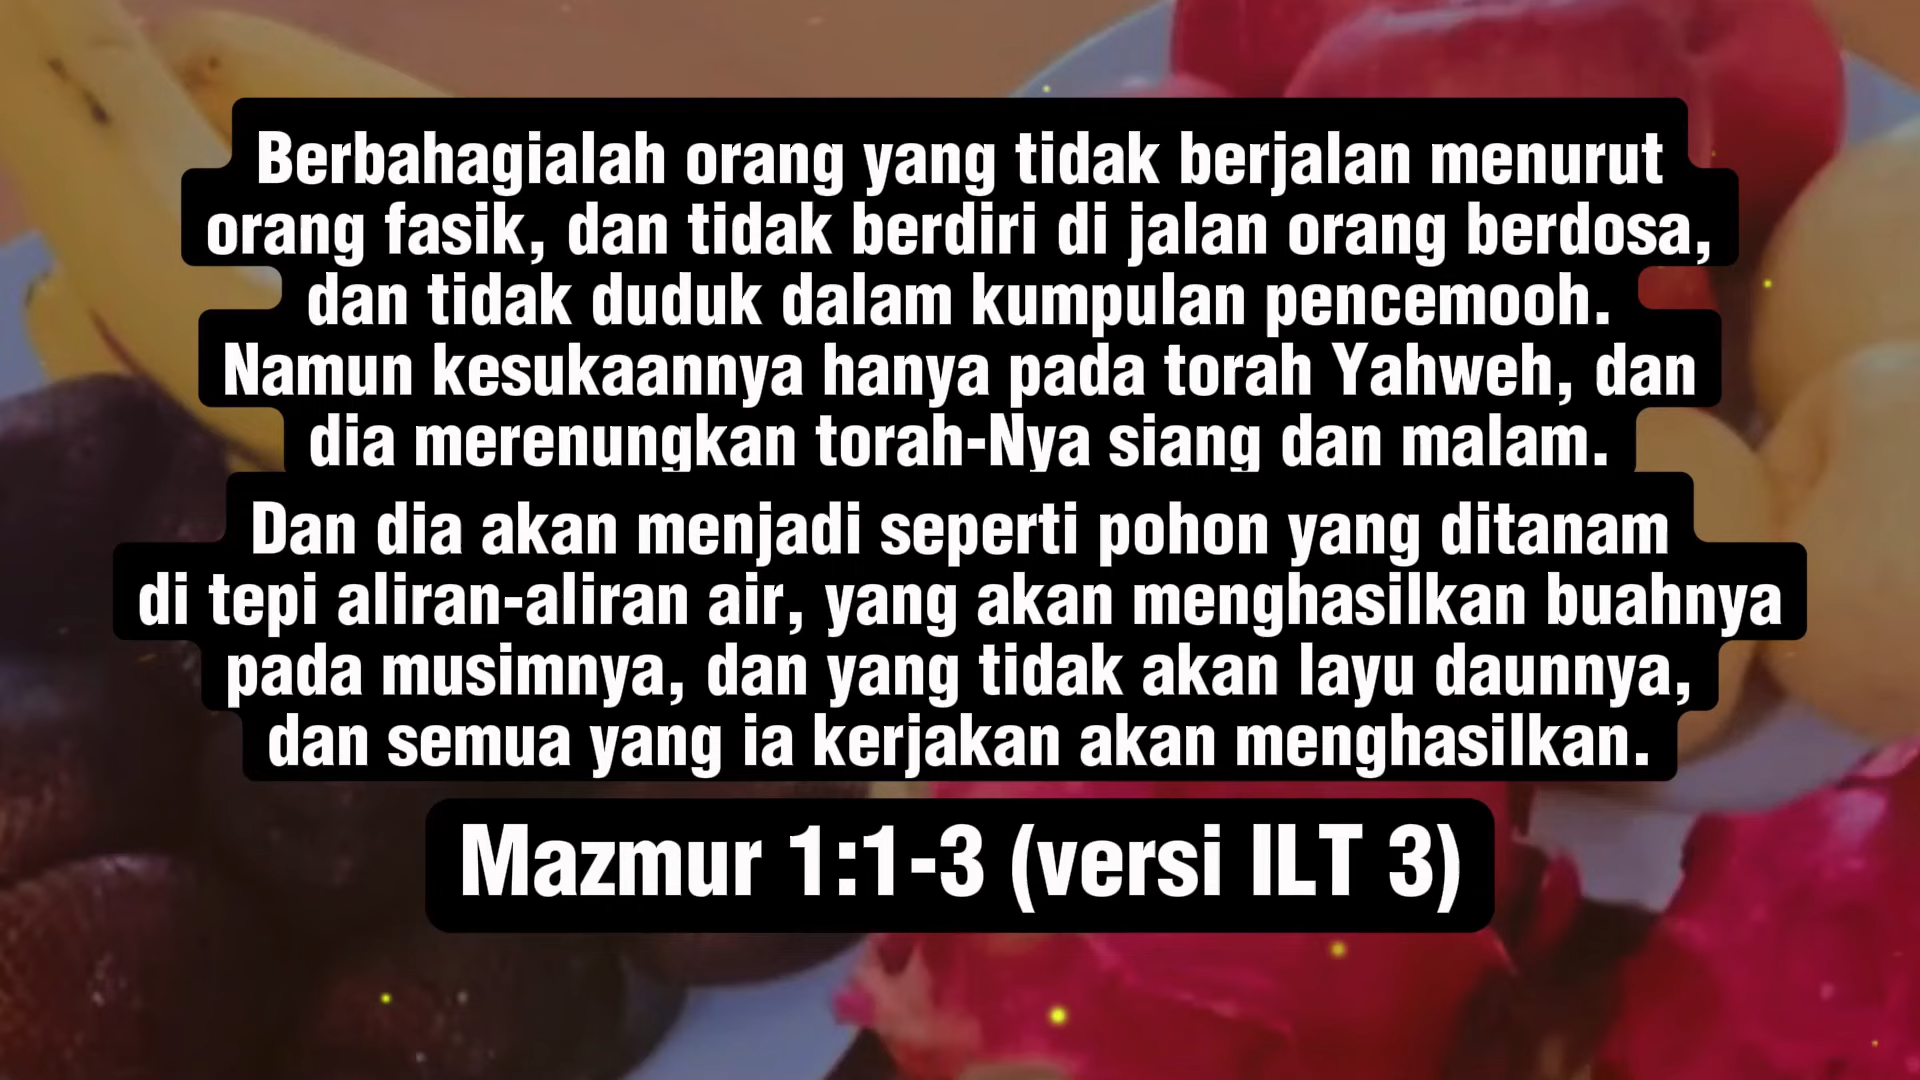 Berbahagialah orang yang tidak berjalan menurut
orang fasik, dan tidak berdiri di jalan orang berdosa,
dan tidak duduk dalam kumpulan pencemooh.
Namun kesukaannya hanya pada torah Yahweh, dan
dia merenungkan torah-Nya siang dan malam.
Dan dia akan menjadi seperti pohon yang ditanam
di tepi aliran-aliran air, yang akan menghasilkan buahnya
pada musimnya, dan yang tidak akan layu daunnya,
dan semua yang ia kerjakan akan menghasilkan.
Mazmur 1:1-3 (versi ILT 3)